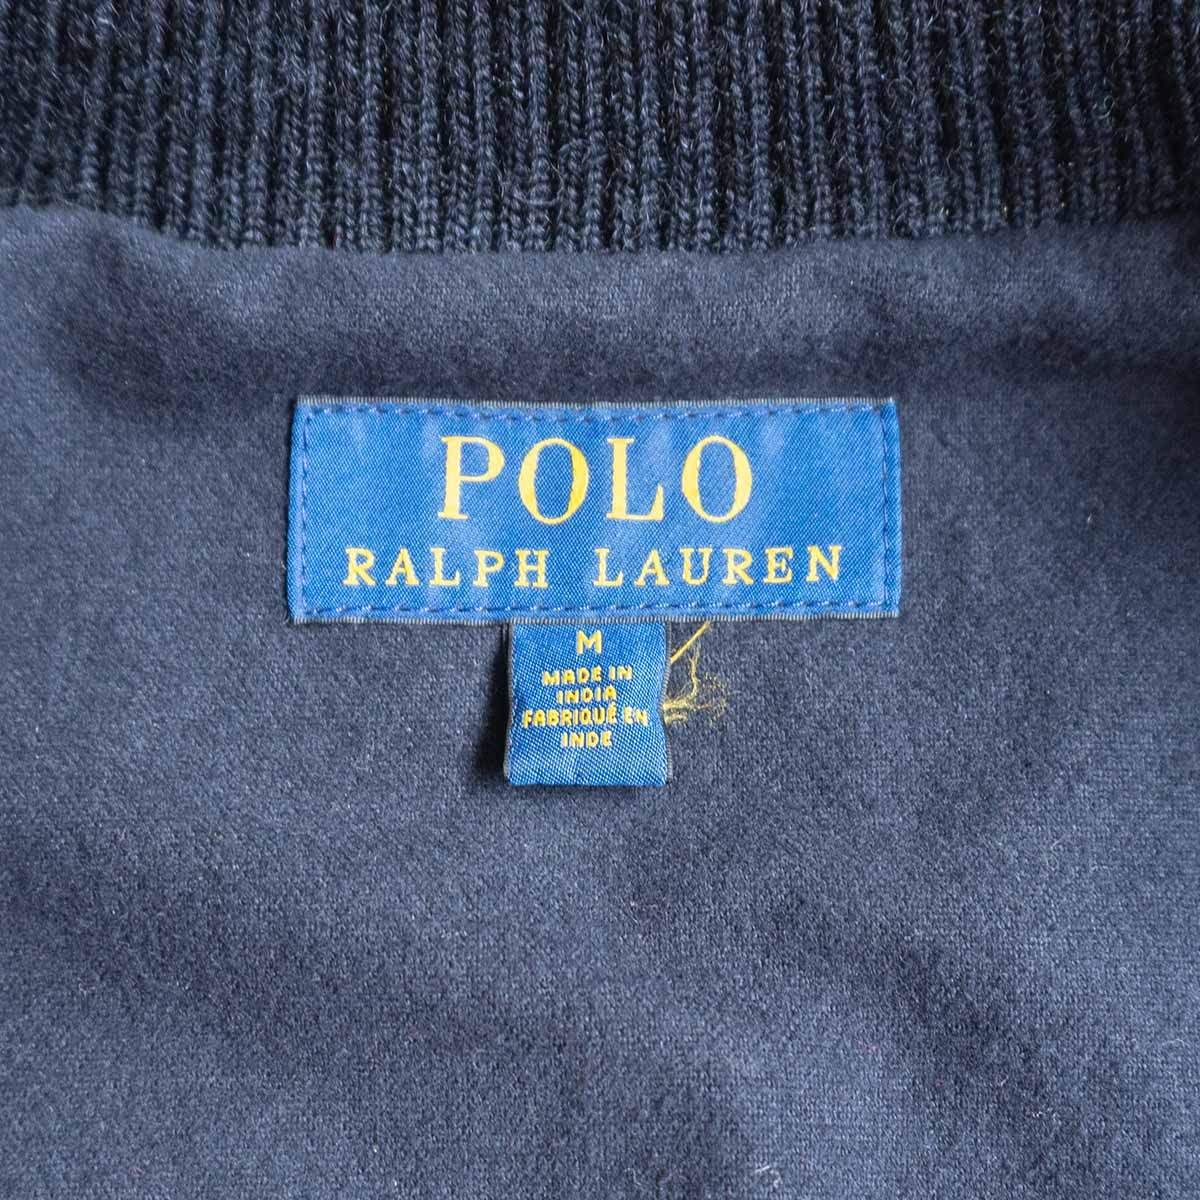 POLO
RALPH LAUREN
M
MADE IN
INDIA
FABRIQUÉ EN
INDE